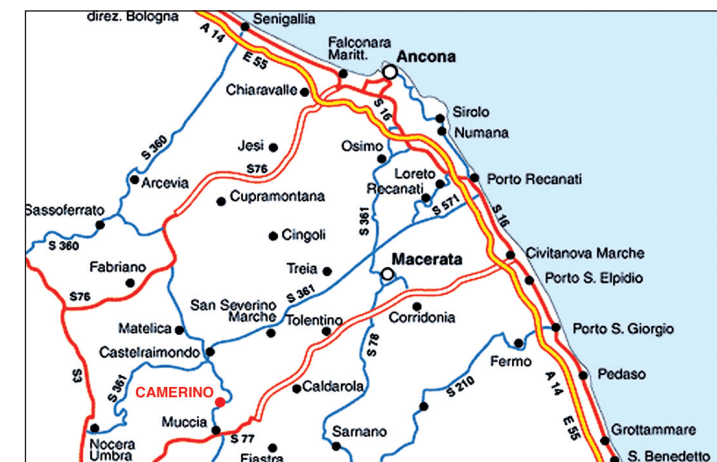 direz. Bologna
Senigallia
A 14
E 55
Falconara
Maritt.
Ancona
Chiaravalle
S 16
Sirolo
Numana
S 360
Jesi
Osimo
S76
Arcevia
Loreto
Recanati
Porto Recanati
Cupramontana
S 571
S 16
Sassoferrato
S 361
S 360
Cingoli
Civitanova Marche
Fabriano
Treia
Macerata
Porto S. Elpidio
S76
S 361
San Severino
Marche
Tolentino
Corridonia
Matelica
Porto S. Giorgio
Castelraimondo
S 78
Fermo
S3
S 361
CAMERINO
Caldarola
S 210
A 14
Pedaso
Muccia
S 77
E 55
Nocera
Umbra
Sarnano
Grottammare
Fiastra
S. Benedetto